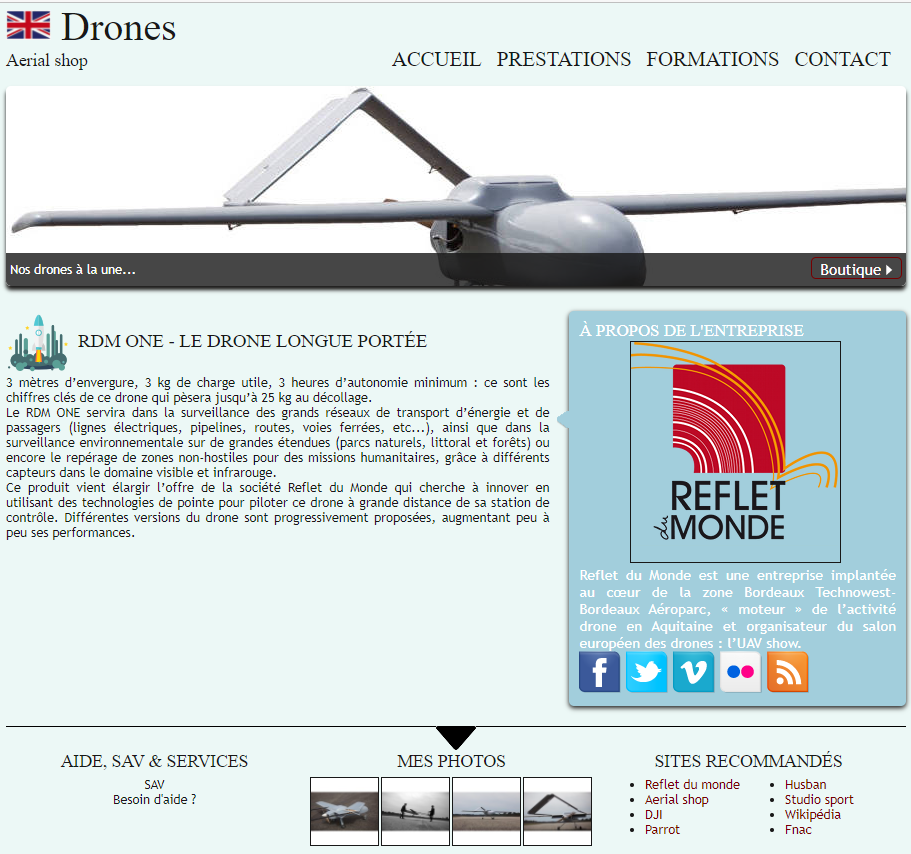 Drones
Aerial shop
ACCUEIL PRESTATIONS FORMATIONS CONTACT
Nos drones à la une...
Boutique
RDM ONE - LE DRONE LONGUE PORTÉE
3 mètres d’envergure, 3 kg de charge utile, 3 heures d’autonomie minimum : ce sont les
chiffres clés de ce drone qui pèsera jusqu’à 25 kg au décollage.
Le RDM ONE servira dans la surveillance des grands réseaux de transport d’énergie et de
passagers (lignes électriques, pipelines, routes, voies ferrées, etc...), ainsi que dans la
surveillance environnementale sur de grandes étendues (parcs naturels, littoral et forêts) ou
encore le repérage de zones non-hostiles pour des missions humanitaires, grâce à différents
capteurs dans le domaine visible et infrarouge.
Ce produit vient élargir l’offre de la société Reflet du Monde qui cherche à innover en
utilisant des technologies de pointe pour piloter ce drone à grande distance de sa station de
contrôle. Différentes versions du drone sont progressivement proposées, augmentant peu à
peu ses performances.
À PROPOS DE L'ENTREPRISE
REFLET
du MONDE
Reflet du Monde est une entreprise implantée
au cœur de la zone Bordeaux Technowest-
Bordeaux Aéroparc, « moteur » de l’activité
drone en Aquitaine et organisateur du salon
européen des drones : l’UAV show.
AIDE, SAV & SERVICES
SAV
Besoin d'aide ?
MES PHOTOS
SITES RECOMMANDÉS
Reflet du monde
Aerial shop
DJI
Parrot
Husban
Studio sport
Wikipédia
Fnac